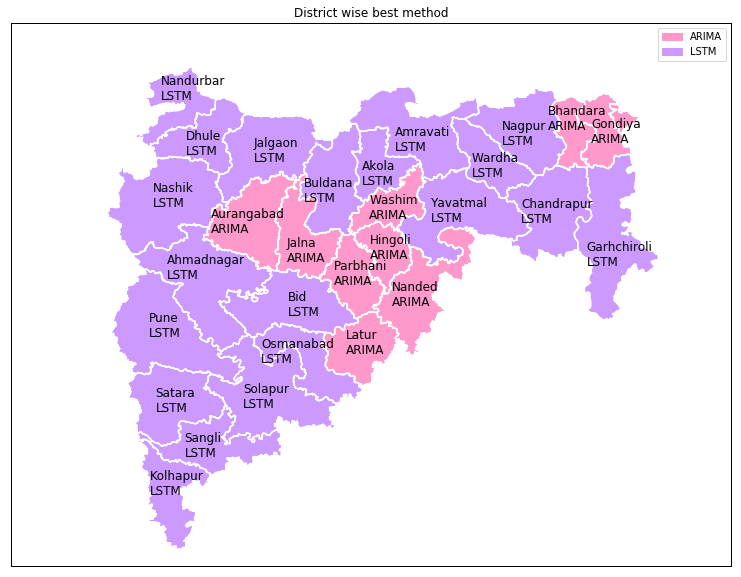 District wise best method
ARIMA
LSTM
Nandurbar
LSTM
Dhule
LSTM
Jalgaon
LSTM
Amravati
LSTM
Nagpur
LSTM
Bhandara
ARIMA
Gondiya
ARIMA
Nashik
LSTM
Buldana
LSTM
Akola
LSTM
Wardha
LSTM
Aurangabad
ARIMA
Washim
ARIMA
Yavatmal
LSTM
Chandrapur
LSTM
Jalna
ARIMA
Hingoli
ARIMA
Garhchiroli
LSTM
Ahmadnagar
LSTM
Parbhani
ARIMA
Nanded
ARIMA
Bid
LSTM
Pune
LSTM
Osmanabad
LSTM
Latur
ARIMA
Satara
LSTM
Solapur
LSTM
Sangli
LSTM
Kolhapur
LSTM